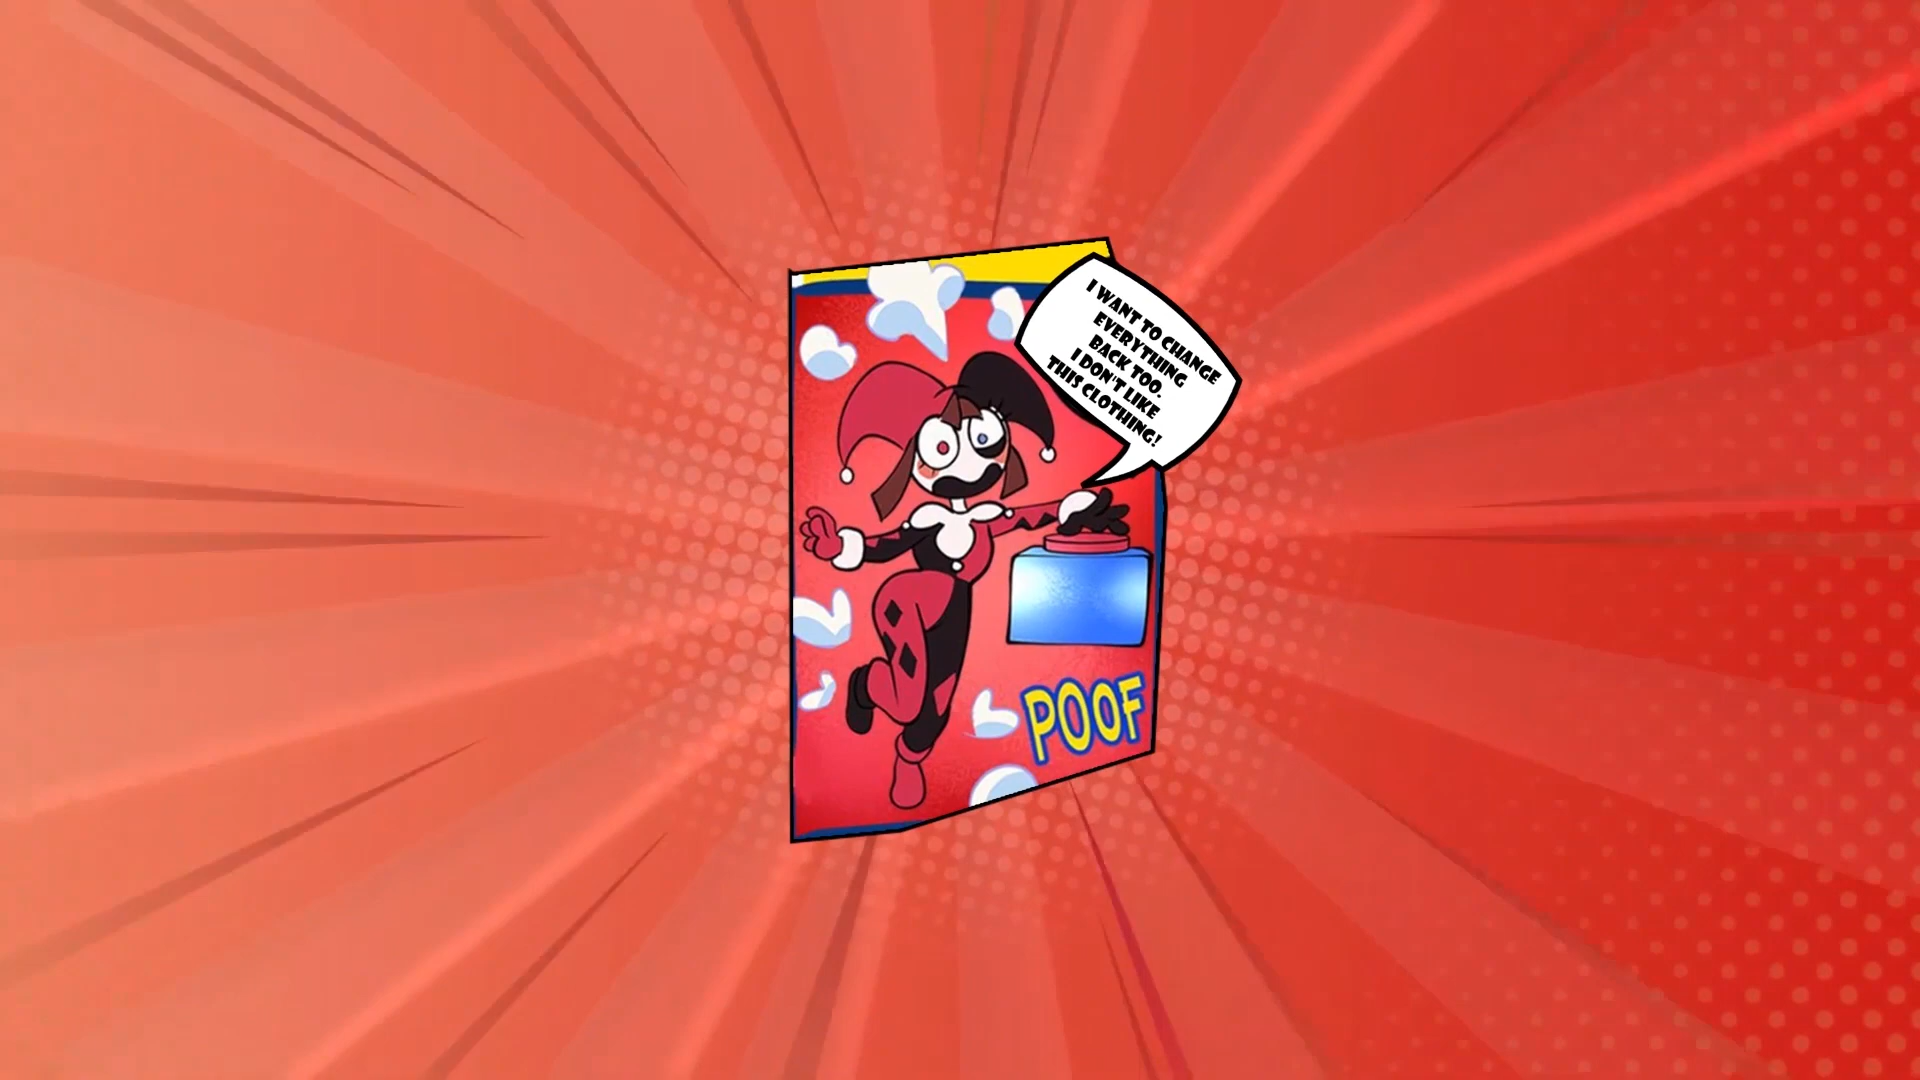 I WANT TO CHANGE
EVERYTHING
BACK TOO.
I DON'T LIKE
THIS CLOTHING!
POOF